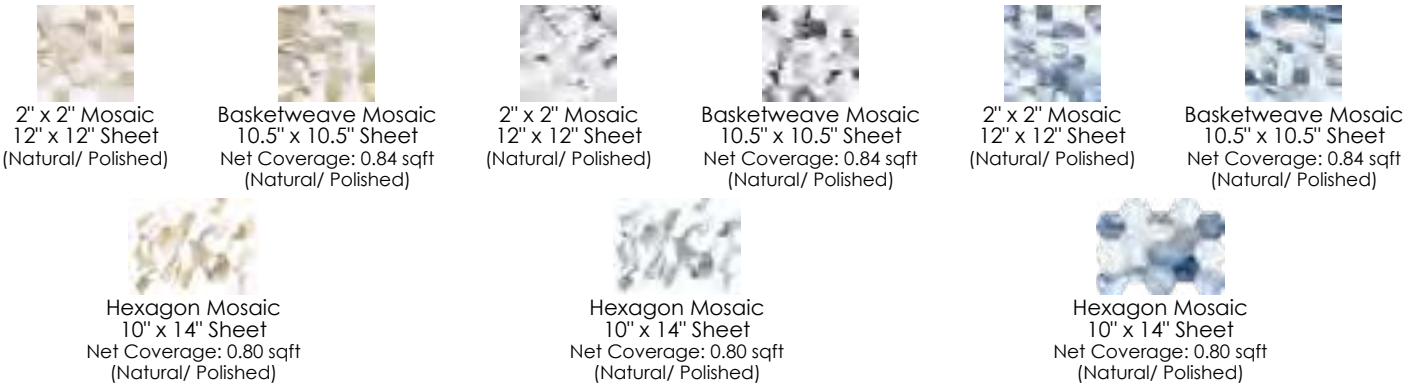 2" x 2" Mosaic
12" x 12" Sheet
(Natural/ Polished)
Basketweave Mosaic
10.5" x 10.5" Sheet
Net Coverage: 0.84 sqft
(Natural/ Polished)
2" x 2" Mosaic
12" x 12" Sheet
(Natural/ Polished)
Basketweave Mosaic
10.5" x 10.5" Sheet
Net Coverage: 0.84 sqft
(Natural/ Polished)
2" x 2" Mosaic
12" x 12" Sheet
(Natural/ Polished)
Basketweave Mosaic
10.5" x 10.5" Sheet
Net Coverage: 0.84 sqft
(Natural/ Polished)
Hexagon Mosaic
10" x 14" Sheet
Net Coverage: 0.80 sqft
(Natural/ Polished)
Hexagon Mosaic
10" x 14" Sheet
Net Coverage: 0.80 sqft
(Natural/ Polished)
Hexagon Mosaic
10" x 14" Sheet
Net Coverage: 0.80 sqft
(Natural/ Polished)